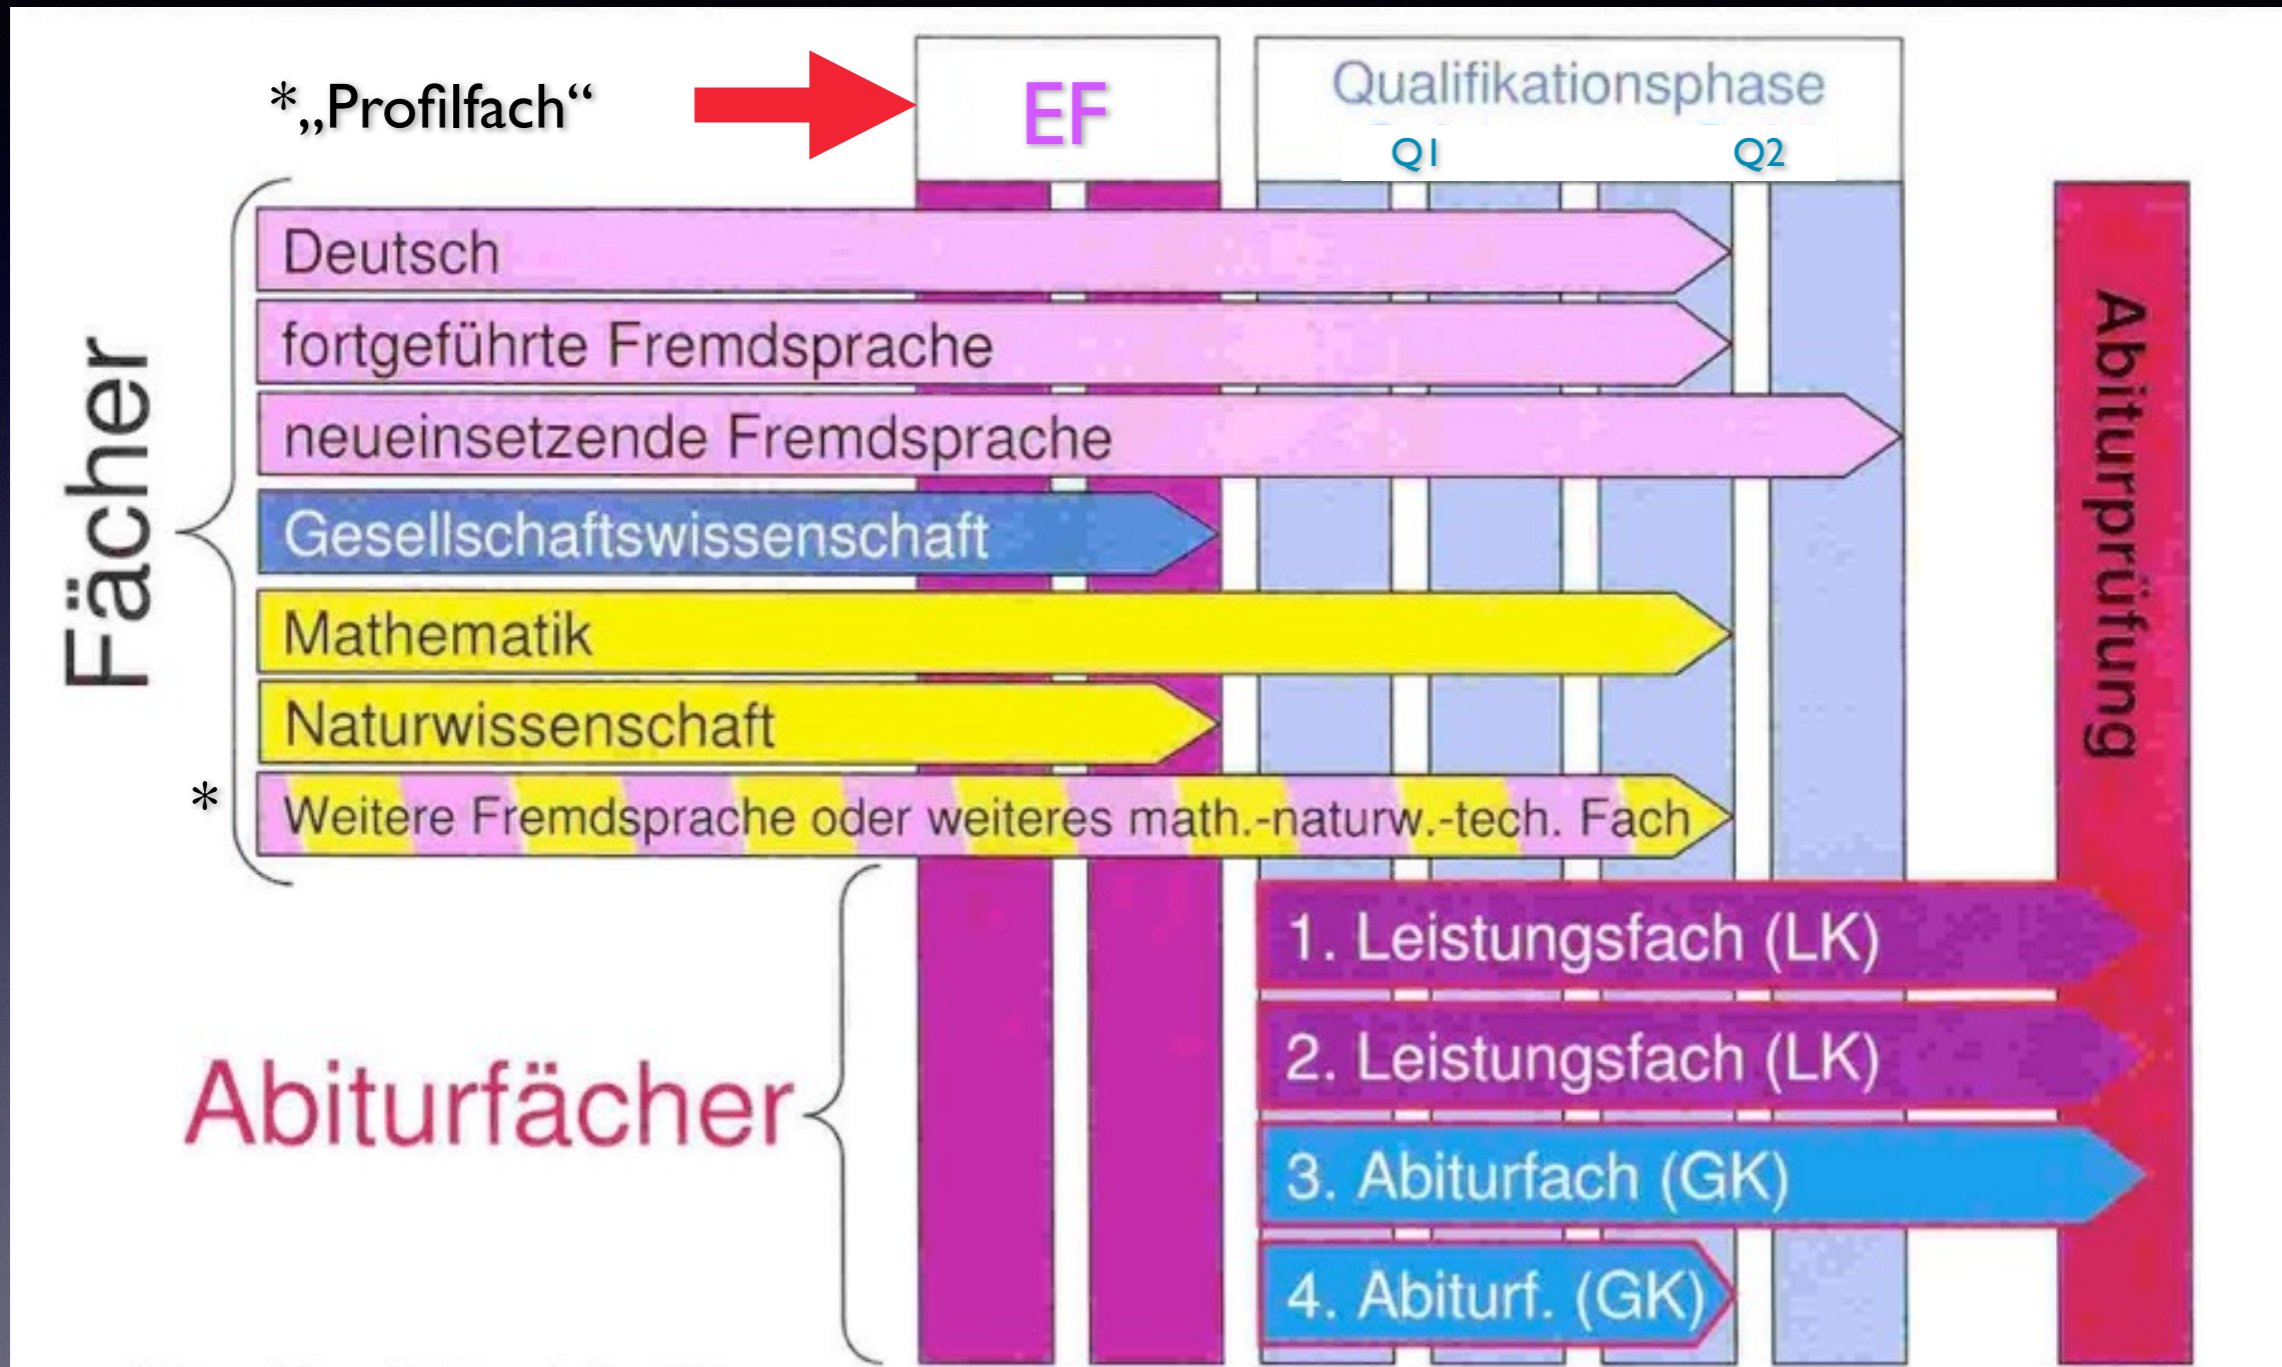 *„Profilfach“
EF
Qualifikationsphase
Q1
Q2
Fächer
Deutsch
fortgeführte Fremdsprache
neueinsetzende Fremdsprache
Gesellschaftswissenschaft
Mathematik
Naturwissenschaft
*
Weitere Fremdsprache oder weiteres math.-naturw.-tech. Fach
Abiturprüfung
Abiturfächer
1. Leistungsfach (LK)
2. Leistungsfach (LK)
3. Abiturfach (GK)
4. Abiturf. (GK)